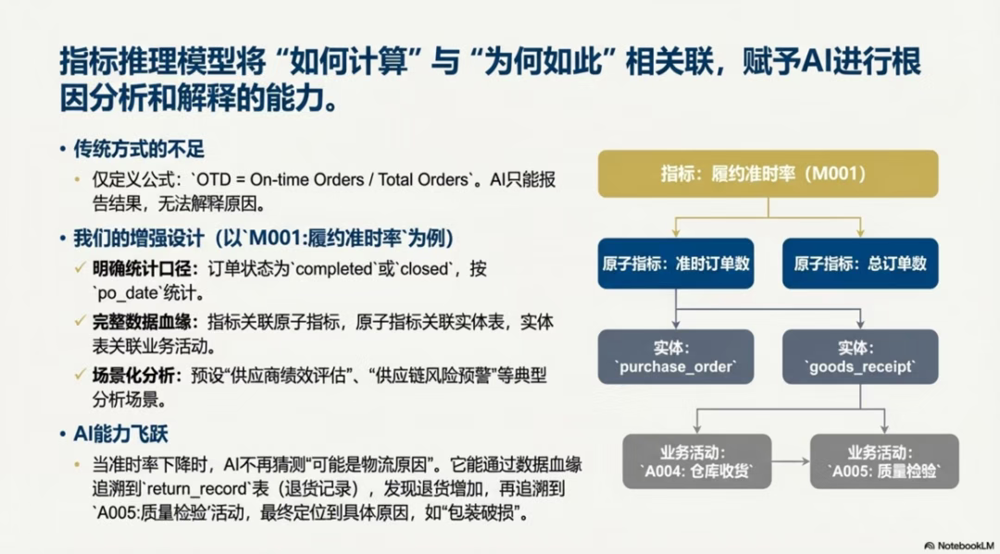 指标推理模型将“如何计算”与“为何如此”相关联，赋予AI进行根
因分析和解释的能力。
• 传统方式的不足
• 仅定义公式：`OTD = On-time Orders / Total Orders`。AI只能报
告结果，无法解释原因。
• 我们的增强设计（以`M001:履约准时率`为例）
✓ 明确统计口径：订单状态为`completed`或`closed`，按
`po_date`统计。
✓ 完整数据血缘：指标关联原子指标，原子指标关联实体表，实体
表关联业务活动。
✓ 场景化分析：预设“供应商绩效评估”、“供应链风险预警”等典型
分析场景。
• AI能力飞跃
• 当准时率下降时，AI不再猜测“可能是物流原因”。它能通过数据血缘
追溯到`return_record`表（退货记录），发现退货增加，再追溯到
`A005:质量检验’活动，最终定位到具体原因，如“包装破损”。
指标：履约准时率（M001）
原子指标：准时订单数
原子指标：总订单数
实体：
`purchase_order`
实体：
`goods_receipt`
业务活动：
`A004: 仓库收货`
业务活动：
`A005: 质量检验`
NotebookLM